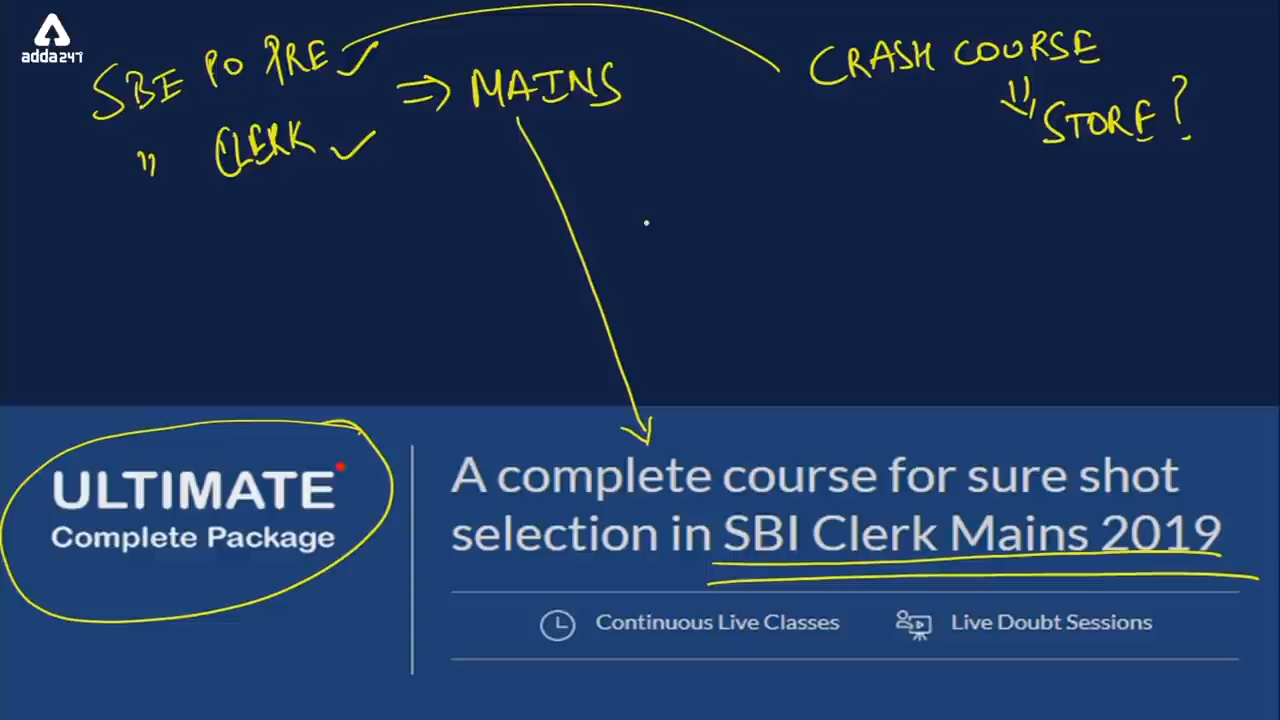 adda247
SBI PO PRE
" CLERK
⇒ MAINS
CRASH COURSE
STORE?
ULTIMATE
Complete Package
A complete course for sure shot
selection in SBI Clerk Mains 2019
Continuous Live Classes
Live Doubt Sessions